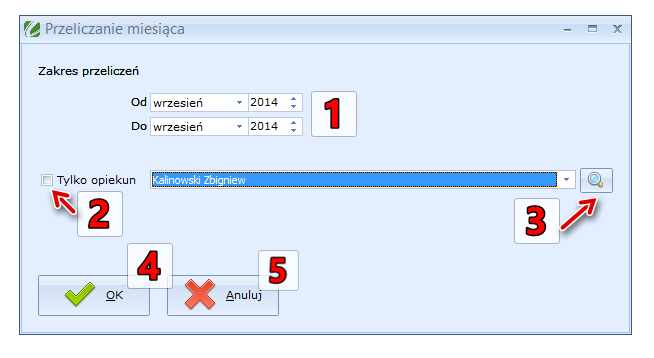 Przeliczanie miesiąca
Zakres przeliczeń
Od wrzesień 2014
1
Do wrzesień 2014
Tylko opiekun Kalinowski Zbigniew
2
3
4
5
OK
Anuluj